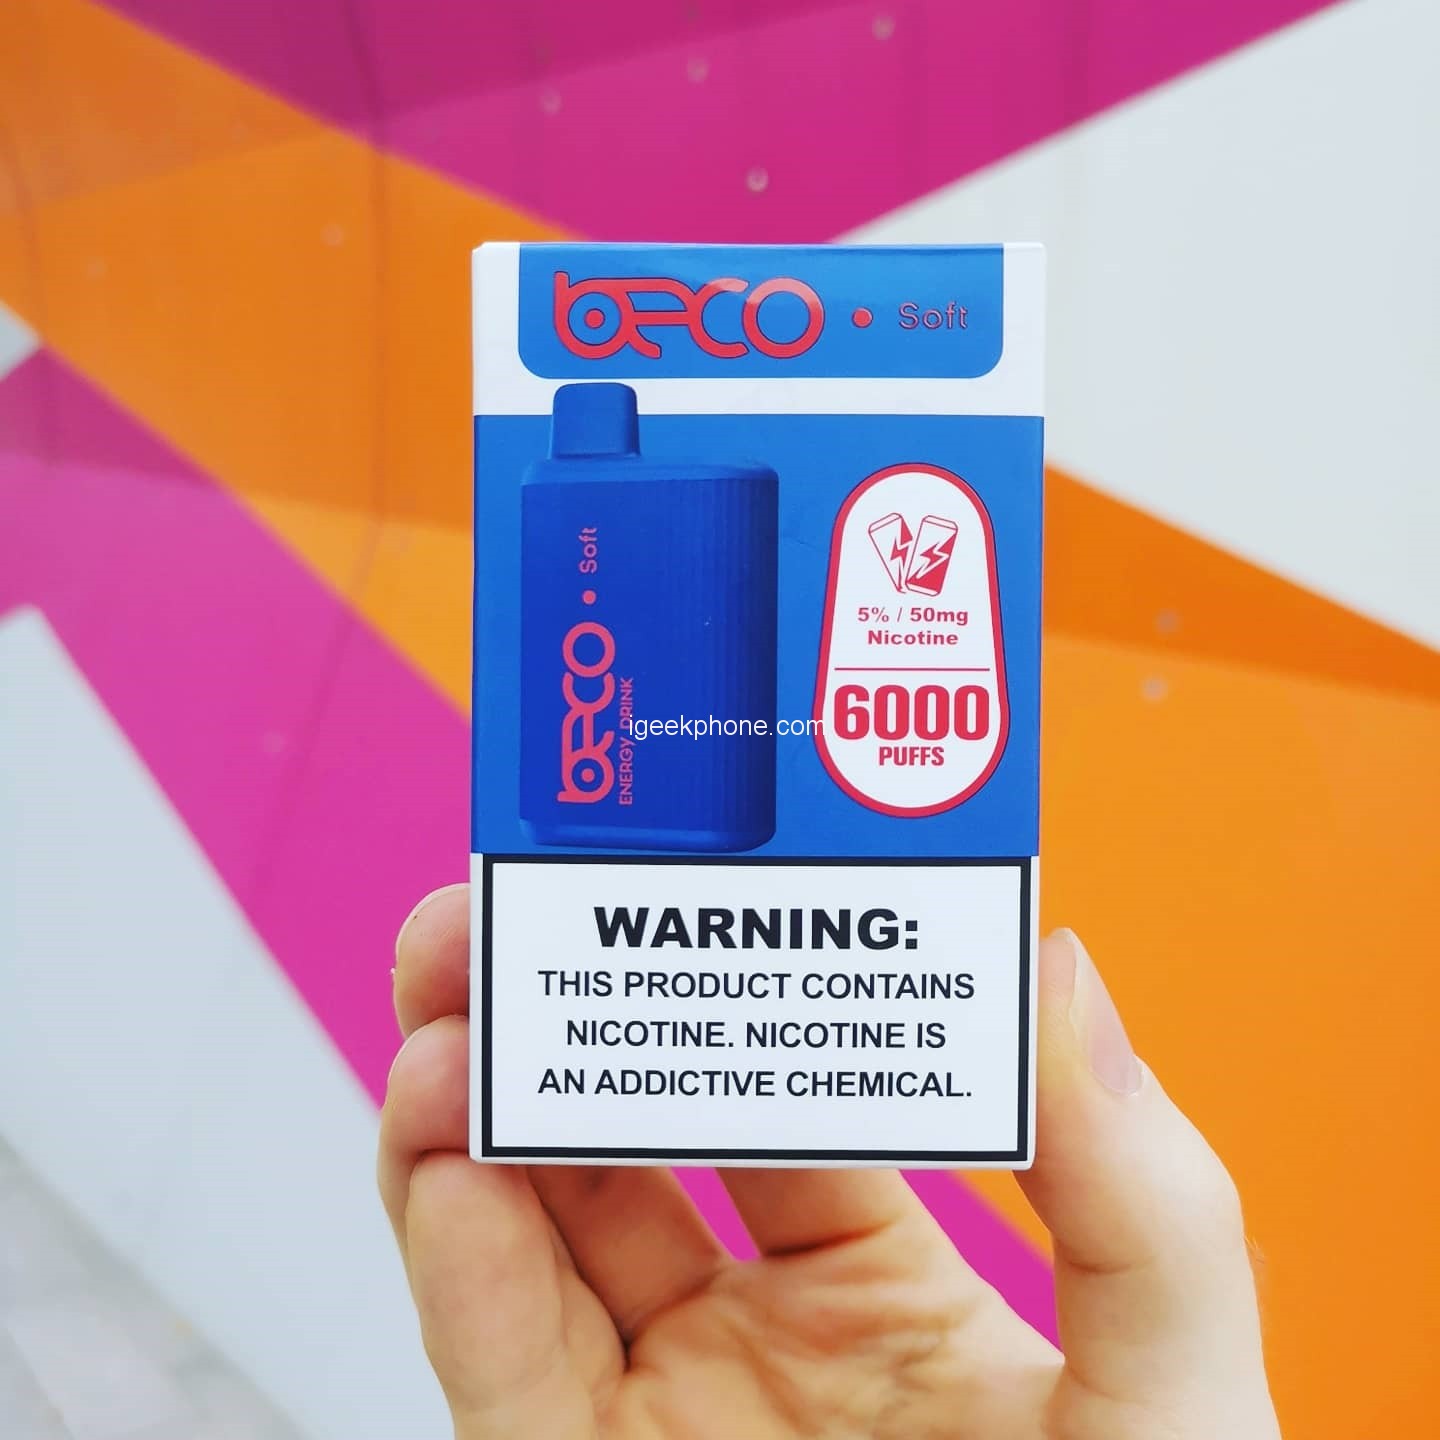 beco • Soft
beco • Soft
ENERGY DRINK
5% / 50mg
Nicotine
6000
PUFFS
igeekphone.com
WARNING:
THIS PRODUCT CONTAINS
NICOTINE. NICOTINE IS
AN ADDICTIVE CHEMICAL.